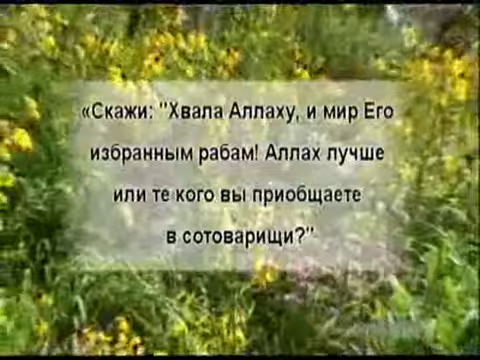 «Скажи: "Хвала Аллаху, и мир Его
избранным рабам! Аллах лучше
или те кого вы приобщаете
в сотоварищи?"